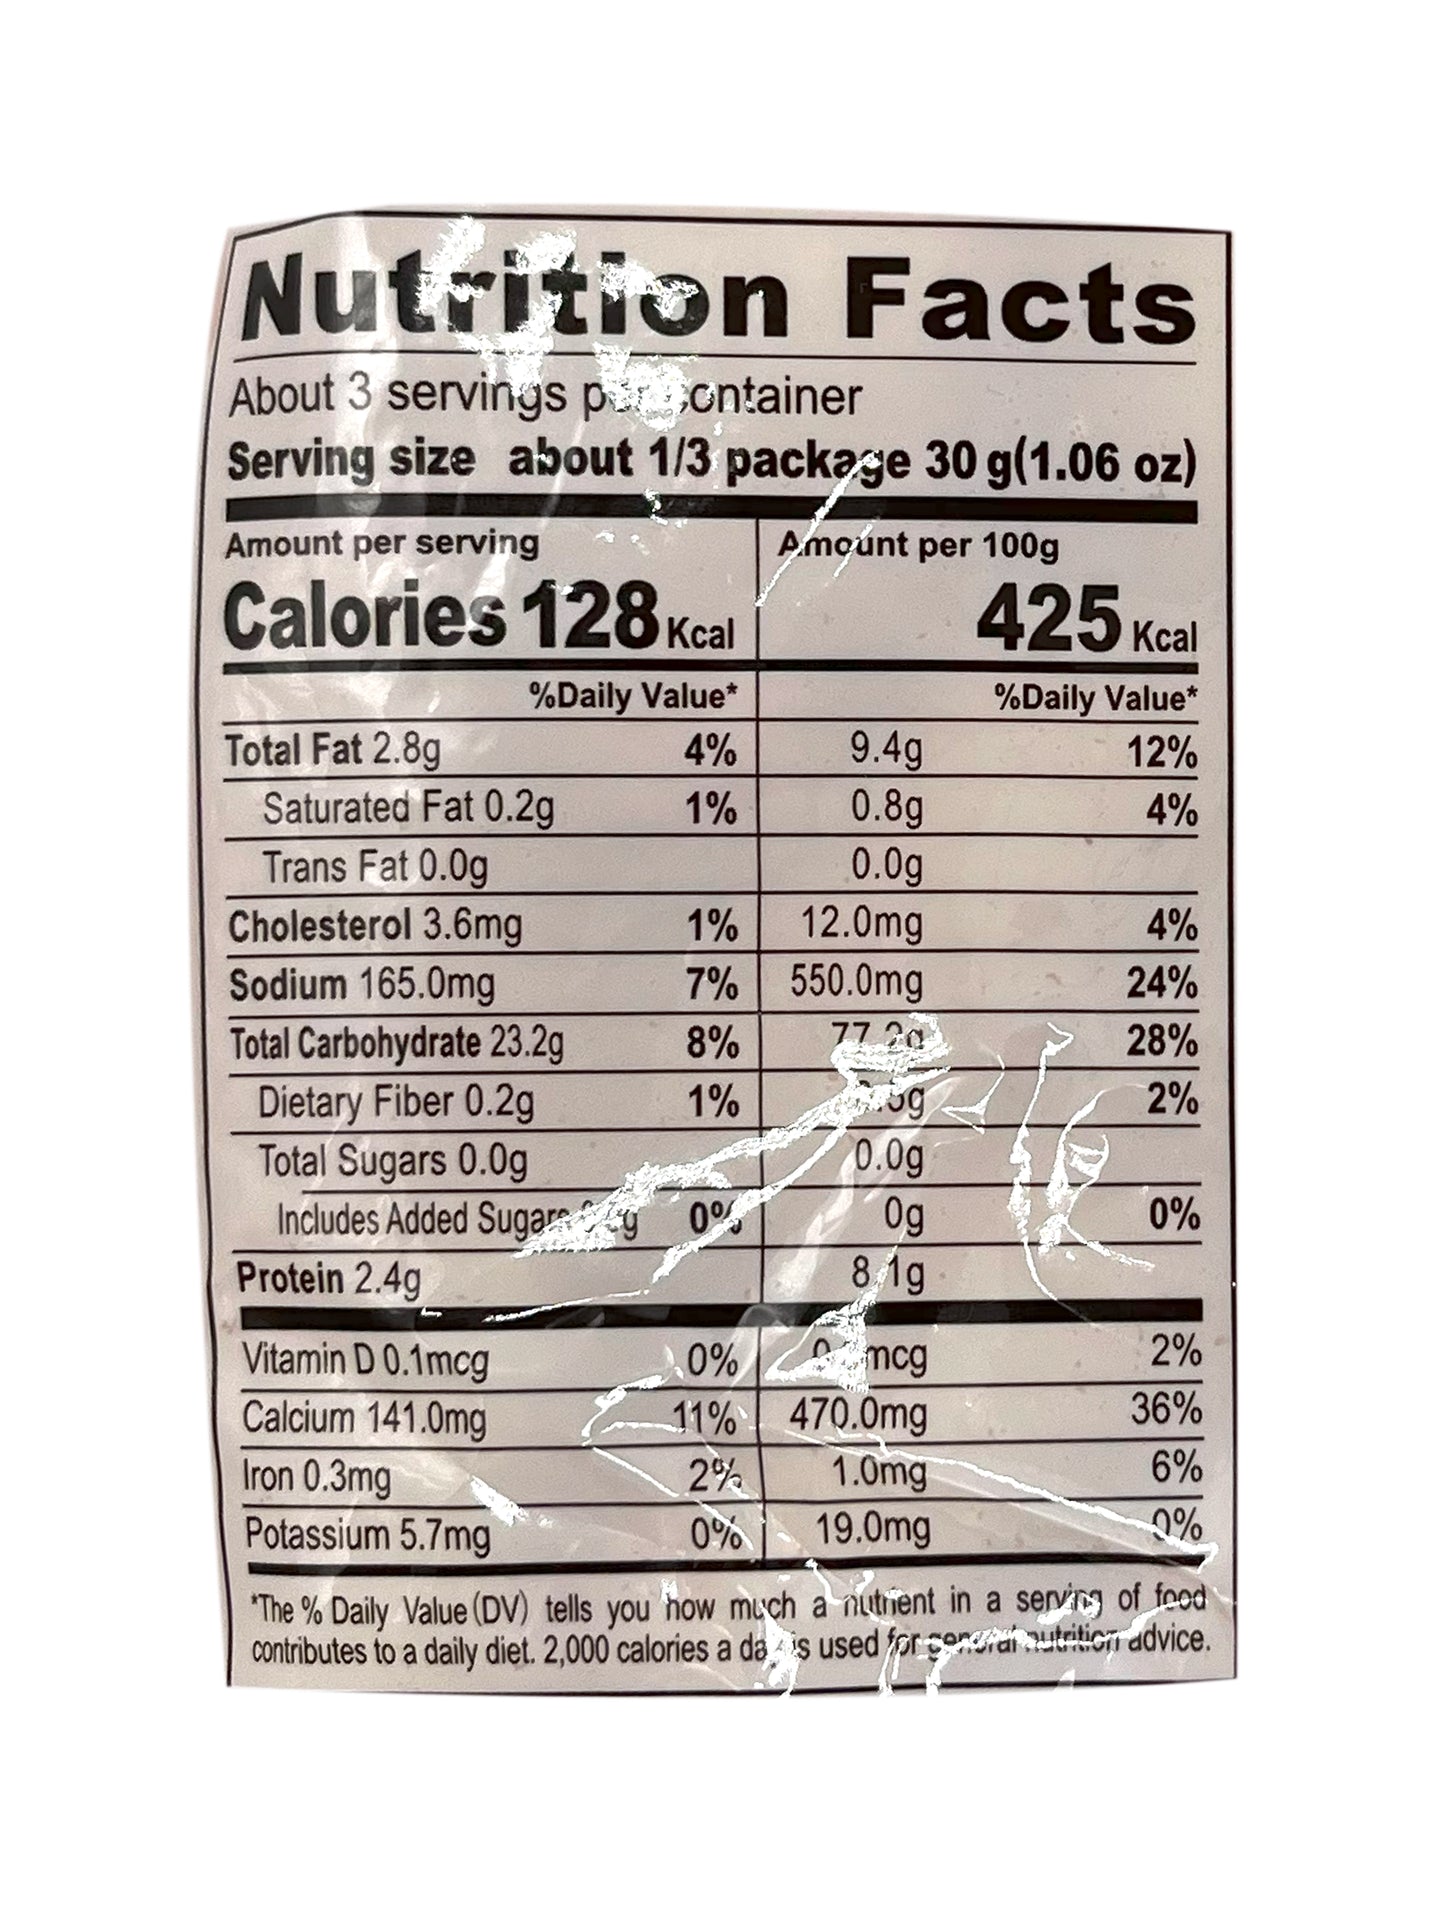 Nutrition Facts
About 3 servings per container
Serving size about 1/3 package 30 g(1.06 oz)
Amount per serving Amount per 100g
Calories 128 Kcal 425 Kcal
%Daily Value* %Daily Value*
Total Fat 2.8g 4% 9.4g 12%
Saturated Fat 0.2g 1% 0.8g 4%
Trans Fat 0.0g 0.0g
Cholesterol 3.6mg 1% 12.0mg 4%
Sodium 165.0mg 7% 550.0mg 24%
Total Carbohydrate 23.2g 8% 77.2g 28%
Dietary Fiber 0.2g 1% 2%
Total Sugars 0.0g 0.0g
Includes Added Sugars 0% 0g 0%
Protein 2.4g 8.1g
Vitamin D 0.1mcg 0% 2%
Calcium 141.0mg 11% 470.0mg 36%
Iron 0.3mg 2% 1.0mg 6%
Potassium 5.7mg 0% 19.0mg 0%
*The % Daily Value (DV) tells you how much a nutrient in a serving of food
contributes to a daily diet. 2,000 calories a day is used for general nutrition advice.